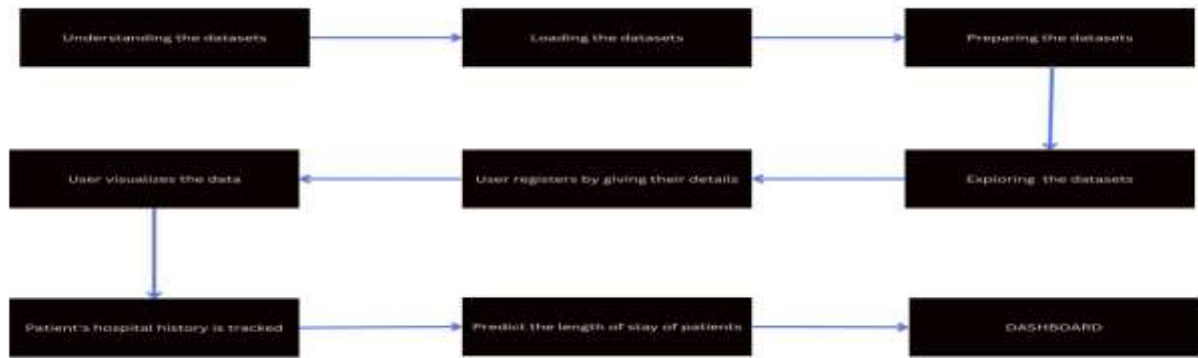 Understanding the datasets
Loading the datasets
Preparing the datasets
User visualizes the data
User registers by giving their details
Exploring the datasets
Patient's hospital history is tracked
Predict the length of stay of patients
DASHBOARD